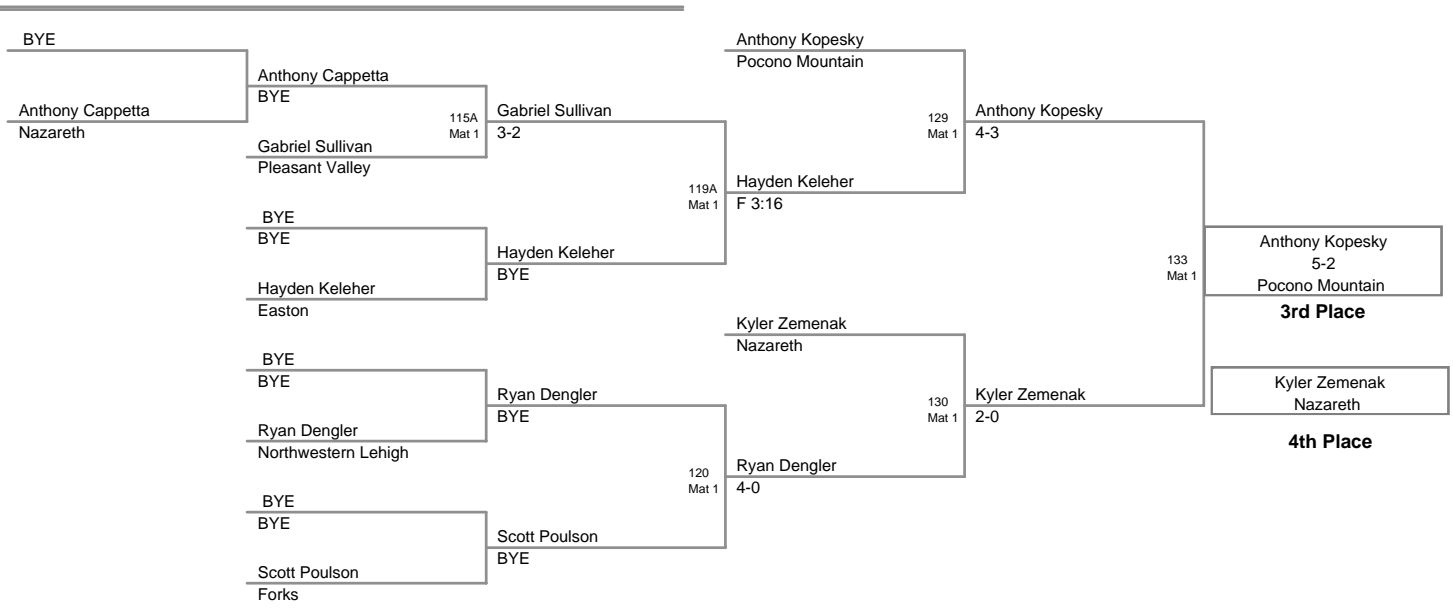 BYE
Anthony Cappetta
Nazareth
Anthony Cappetta
BYE
Gabriel Sullivan
Pleasant Valley
BYE
BYE
Hayden Keleher
Easton
BYE
BYE
Ryan Dengler
Northwestern Lehigh
BYE
BYE
Scott Poulson
Forks
115A
Mat 1
Gabriel Sullivan
3-2
Hayden Keleher
BYE
Ryan Dengler
BYE
Scott Poulson
BYE
Anthony Kopesky
Pocono Mountain
119A
Mat 1
Hayden Keleher
F 3:16
Kyler Zemenak
Nazareth
120
Mat 1
Ryan Dengler
4-0
129
Mat 1
Anthony Kopesky
4-3
130
Mat 1
Kyler Zemenak
2-0
133
Mat 1
Anthony Kopesky
5-2
Pocono Mountain
3rd Place
Kyler Zemenak
Nazareth
4th Place